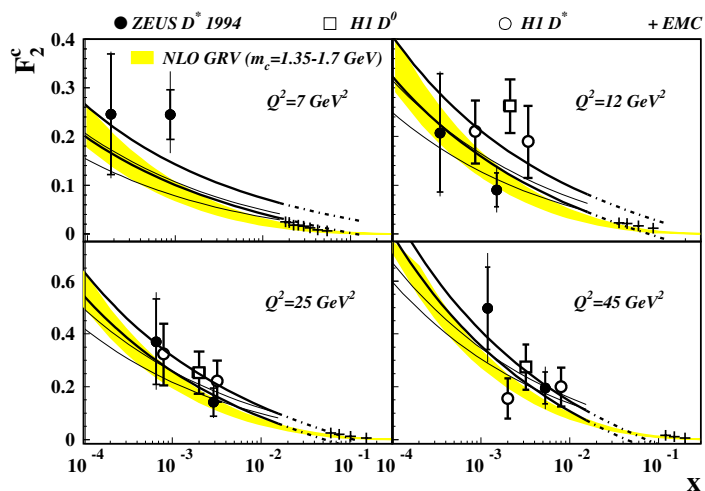 ZEUS D* 1994 H1 D⁰ H1 D* + EMC
F₂ᶜ
NLO GRV (m_c=1.35-1.7 GeV)
Q²=7 GeV² Q²=12 GeV²
0.4
0.3
0.2
0.1
0
Q²=25 GeV² Q²=45 GeV²
0.6
0.4
0.2
0
10⁻⁴ 10⁻³ 10⁻² 10⁻¹ 10⁻⁴ 10⁻³ 10⁻² 10⁻¹
x